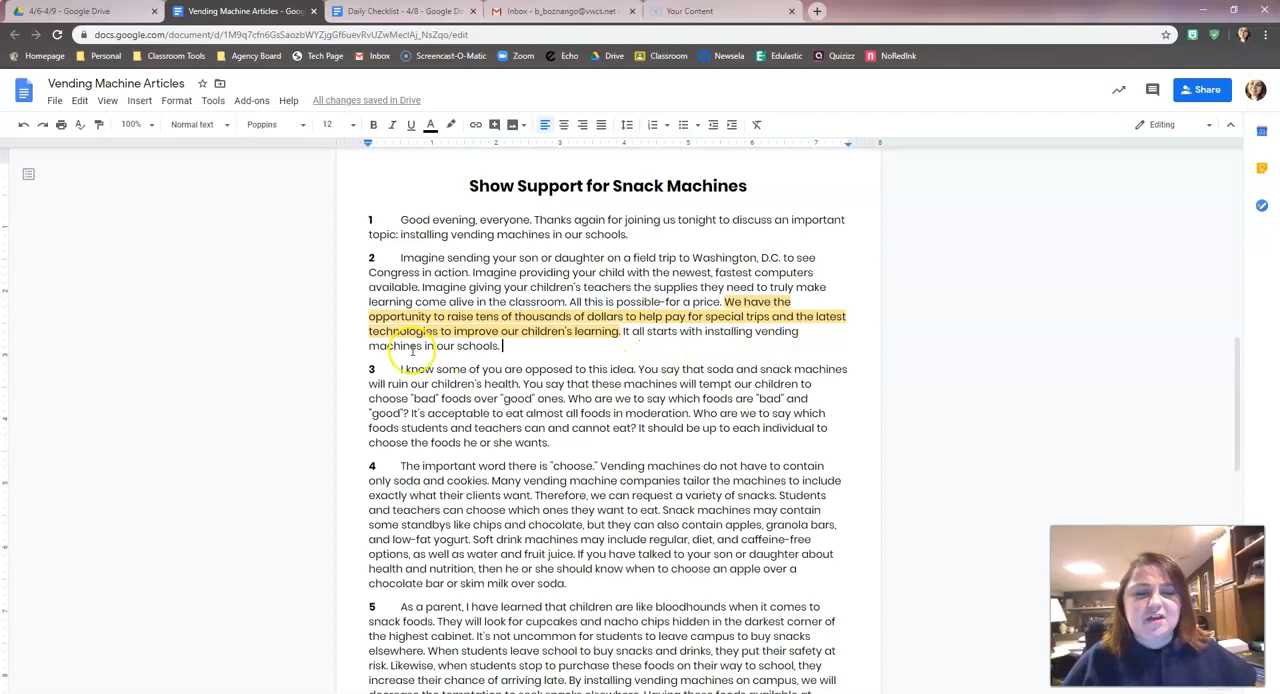 4/6-4/9 - Google Drive
Vending Machine Articles - Goo
Daily Checklist - 4/8 - Google D
Inbox - b_boznango@vwcs.net -
Your Content
docs.google.com/document/d/1M9q7cfn6GsSaozbWYZjgGf6uevRvUZwMeclAj_NsZqo/edit
Homepage Personal Classroom Tools Agency Board Tech Page Inbox Screencast-O-Matic Zoom Echo Drive Classroom Newsela Edulastic Quizizz NoRedInk
Vending Machine Articles
Share
File Edit View Insert Format Tools Add-ons Help All changes saved in Drive
100% Normal text Poppins 12 B I U A Editing
1 2 3 4 5 6 7 8
Show Support for Snack Machines
1 Good evening, everyone. Thanks again for joining us tonight to discuss an important
topic: installing vending machines in our schools.
2 Imagine sending your son or daughter on a field trip to Washington, D.C. to see
Congress in action. Imagine providing your child with the newest, fastest computers
available. Imagine giving your children's teachers the supplies they need to truly make
learning come alive in the classroom. All this is possible-for a price. We have the
opportunity to raise tens of thousands of dollars to help pay for special trips and the latest
technologies to improve our children's learning. It all starts with installing vending
machines in our schools.
3 I know some of you are opposed to this idea. You say that soda and snack machines
will ruin our children's health. You say that these machines will tempt our children to
choose "bad" foods over "good" ones. Who are we to say which foods are "bad" and
"good"? It's acceptable to eat almost all foods in moderation. Who are we to say which
foods students and teachers can and cannot eat? It should be up to each individual to
choose the foods he or she wants.
4 The important word there is "choose." Vending machines do not have to contain
only soda and cookies. Many vending machine companies tailor the machines to include
exactly what their clients want. Therefore, we can request a variety of snacks. Students
and teachers can choose which ones they want to eat. Snack machines may contain
some standbys like chips and chocolate, but they can also contain apples, granola bars,
and low-fat yogurt. Soft drink machines may include regular, diet, and caffeine-free
options, as well as water and fruit juice. If you have talked to your son or daughter about
health and nutrition, then he or she should know when to choose an apple over a
chocolate bar or skim milk over soda.
5 As a parent, I have learned that children are like bloodhounds when it comes to
snack foods. They will look for cupcakes and nacho chips hidden in the darkest corner of
the highest cabinet. It's not uncommon for students to leave campus to buy snacks
elsewhere. When students leave school to buy snacks and drinks, they put their safety at
risk. Likewise, when students stop to purchase these foods on their way to school, they
increase their chance of arriving late. By installing vending machines on campus, we will
decrease the temptation to seek snacks elsewhere. Having these foods available at